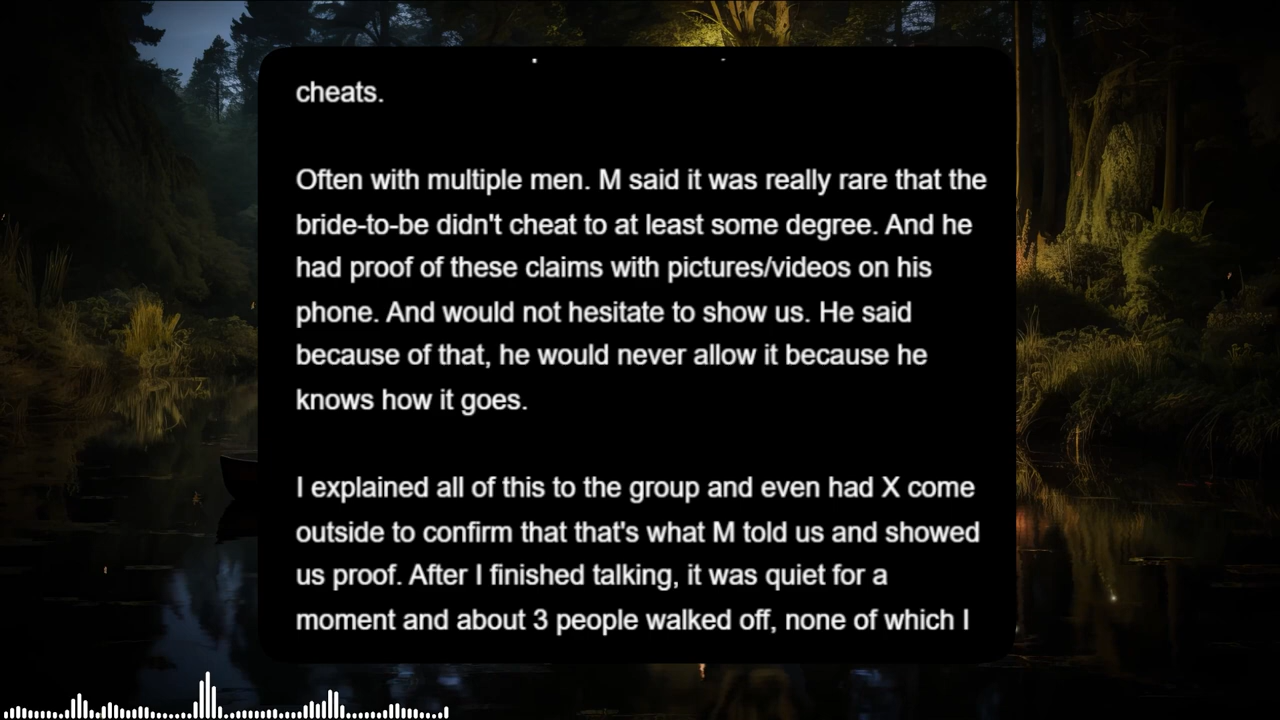 cheats.
Often with multiple men. M said it was really rare that the
bride-to-be didn't cheat to at least some degree. And he
had proof of these claims with pictures/videos on his
phone. And would not hesitate to show us. He said
because of that, he would never allow it because he
knows how it goes.
I explained all of this to the group and even had X come
outside to confirm that that's what M told us and showed
us proof. After I finished talking, it was quiet for a
moment and about 3 people walked off, none of which I